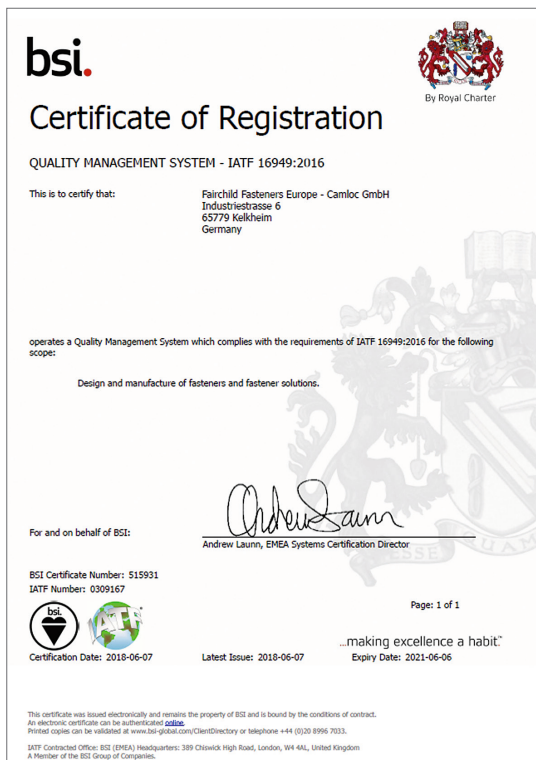 bsi.
By Royal Charter
Certificate of Registration
QUALITY MANAGEMENT SYSTEM - IATF 16949:2016
This is to certify that:
Fairchild Fasteners Europe - Camloc GmbH
Industriestrasse 6
65779 Kelkheim
Germany
operates a Quality Management System which complies with the requirements of IATF 16949:2016 for the following
scope:
Design and manufacture of fasteners and fastener solutions.
For and on behalf of BSI:
Andrew Launn, EMEA Systems Certification Director
ESSE
UAM
BSI Certificate Number: 515931
IATF Number: 0309167
Page: 1 of 1
bsi.
IATF
...making excellence a habit.™
Certification Date: 2018-06-07
Latest Issue: 2018-06-07
Expiry Date: 2021-06-06
This certificate was issued electronically and remains the property of BSI and is bound by the conditions of contract.
An electronic certificate can be authenticated online.
Printed copies can be validated at www.bsi-global.com/ClientDirectory or telephone +44 (0)20 8996 7033.
IATF Contracted Office: BSI (EMEA) Headquarters: 389 Chiswick High Road, London, W4 4AL, United Kingdom
A Member of the BSI Group of Companies.